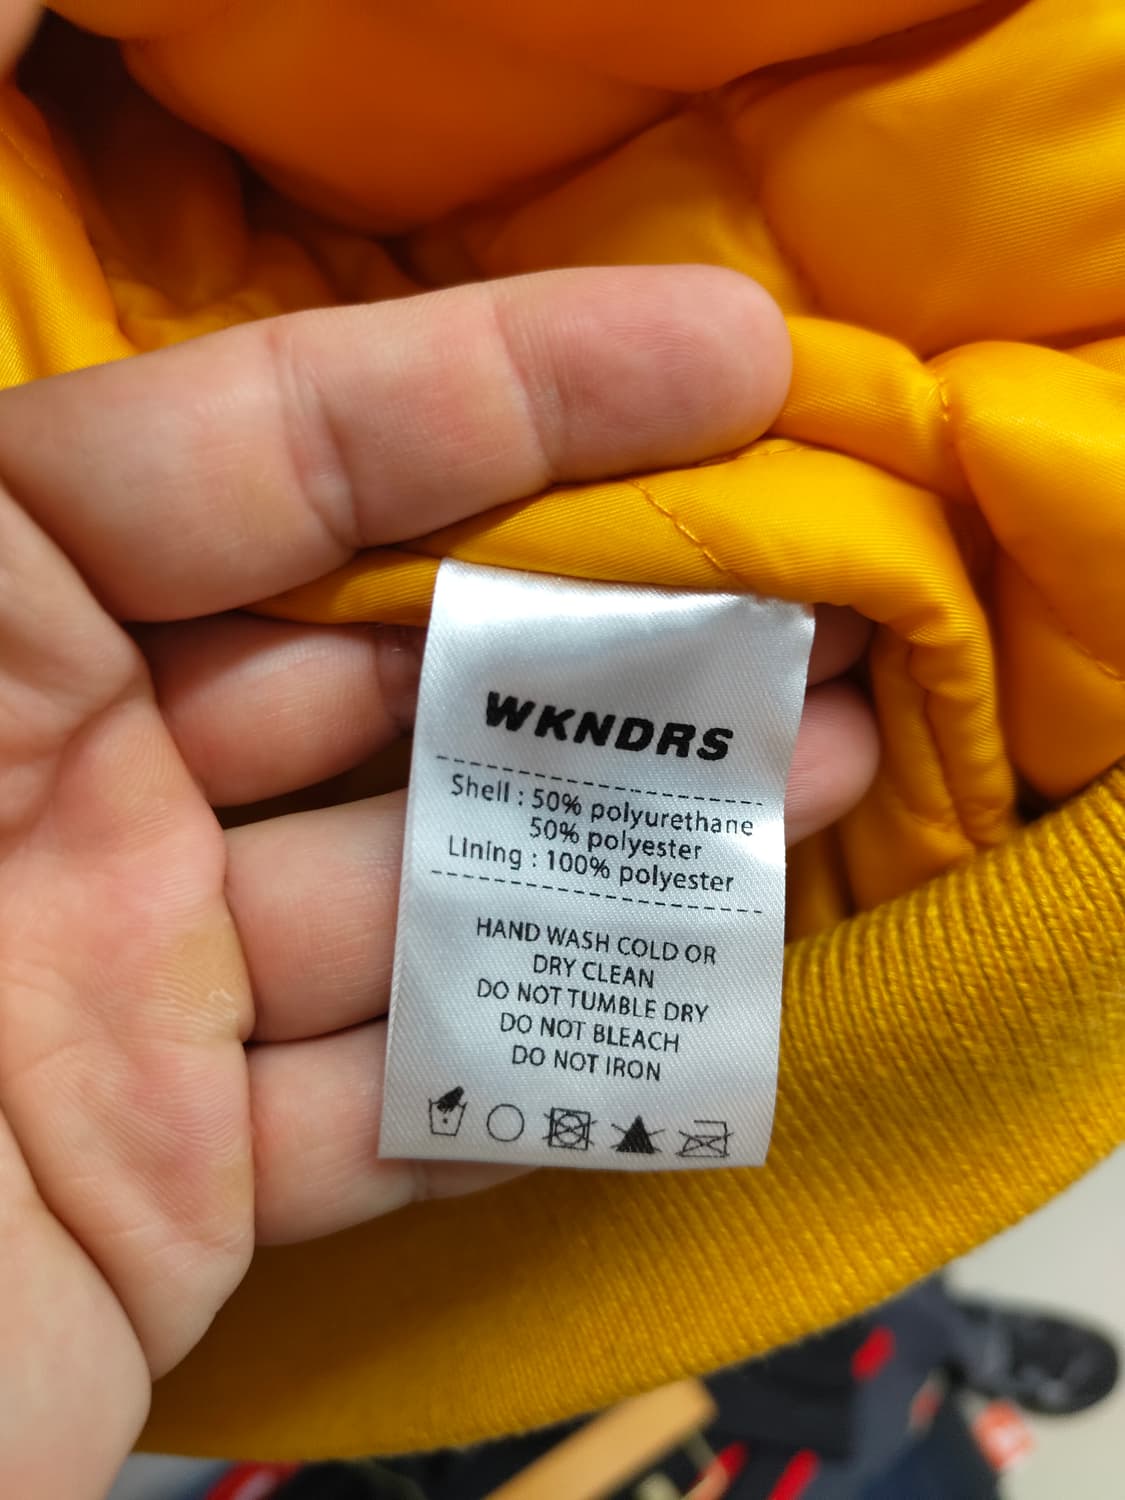 WKNDRS
Shell : 50% polyurethane
50% polyester
Lining : 100% polyester
HAND WASH COLD OR
DRY CLEAN
DO NOT TUMBLE DRY
DO NOT BLEACH
DO NOT IRON